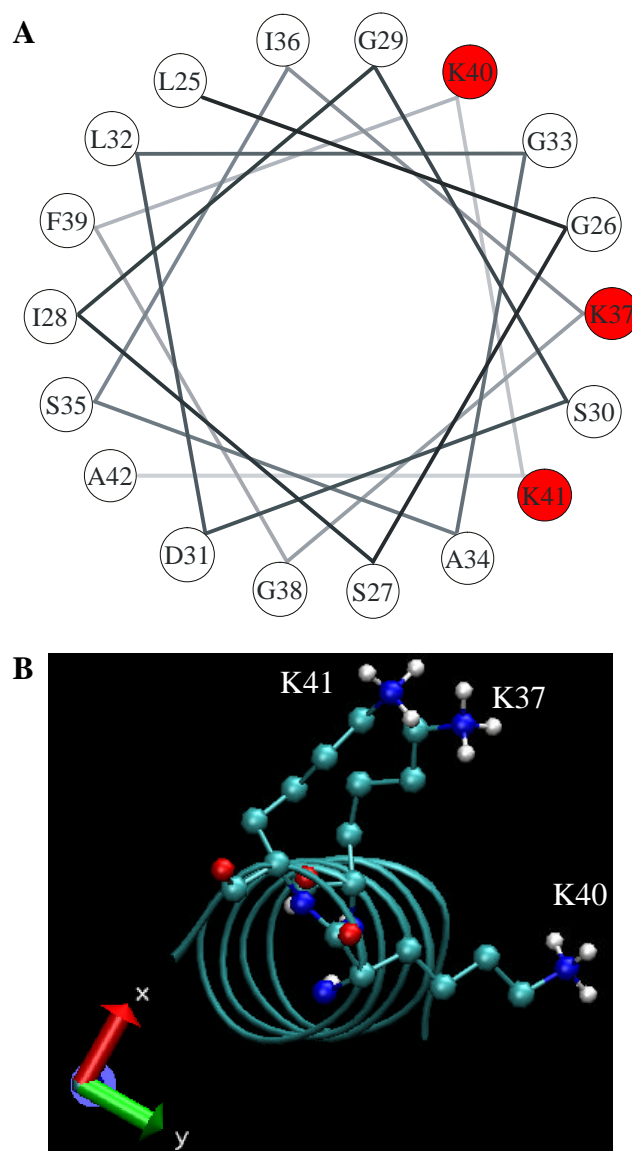 A
I36 G29
L25 K40
L32 G33
F39 G26
I28 K37
S35 S30
A42 K41
D31 A34
G38 S27
B
K41 K37
K40
x
y